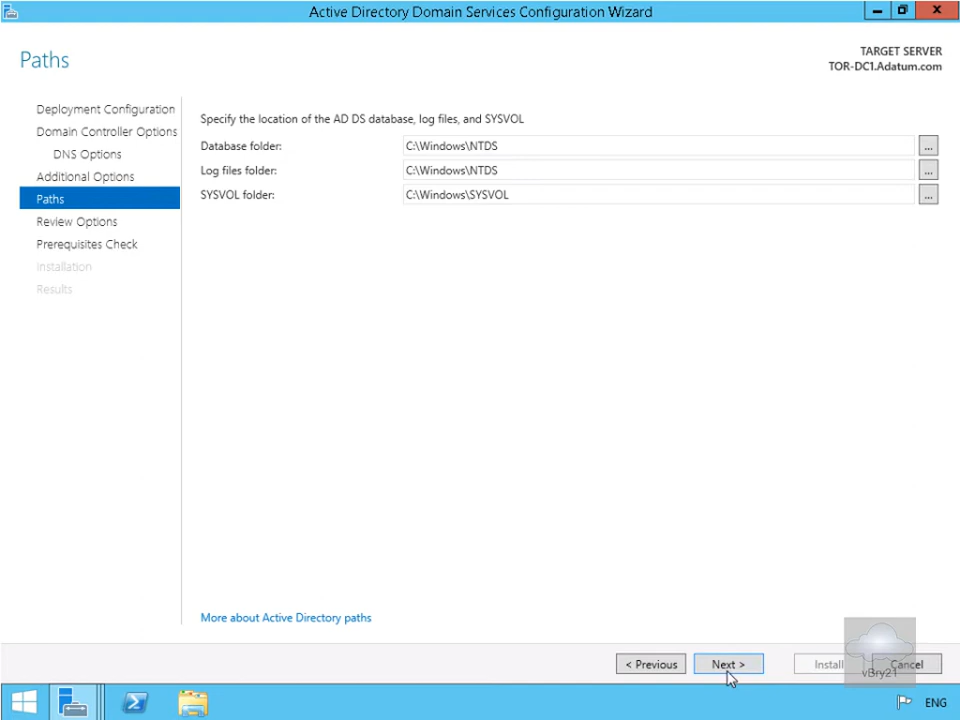 Active Directory Domain Services Configuration Wizard
Paths
TARGET SERVER
TOR-DC1.Adatum.com
Deployment Configuration
Domain Controller Options
DNS Options
Additional Options
Paths
Review Options
Prerequisites Check
Installation
Results
Specify the location of the AD DS database, log files, and SYSVOL
Database folder: C:\Windows\NTDS ...
Log files folder: C:\Windows\NTDS ...
SYSVOL folder: C:\Windows\SYSVOL ...
More about Active Directory paths
< Previous Next > Install Cancel
vBry21
ENG